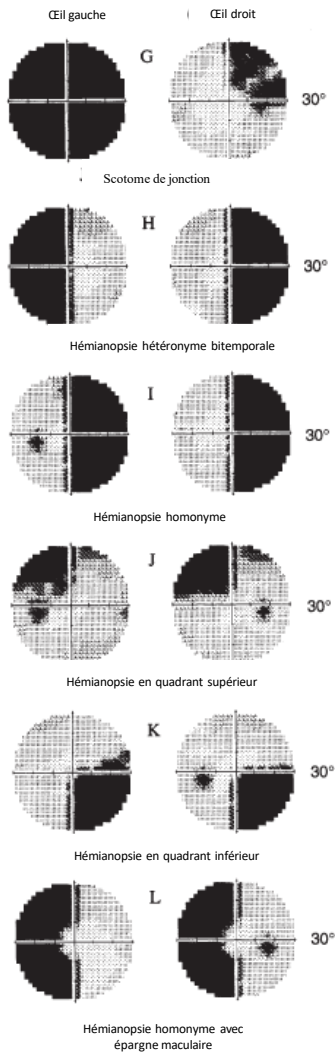 Œil gauche Œil droit
G
30°
Scotome de jonction
H
Hémianopsie hétéronyme bitemporale
I
30°
Hémianopsie homonyme
J
30°
Hémianopsie en quadrant supérieur
K
30°
Hémianopsie en quadrant inférieur
L
30°
Hémianopsie homonyme avec
épargne maculaire